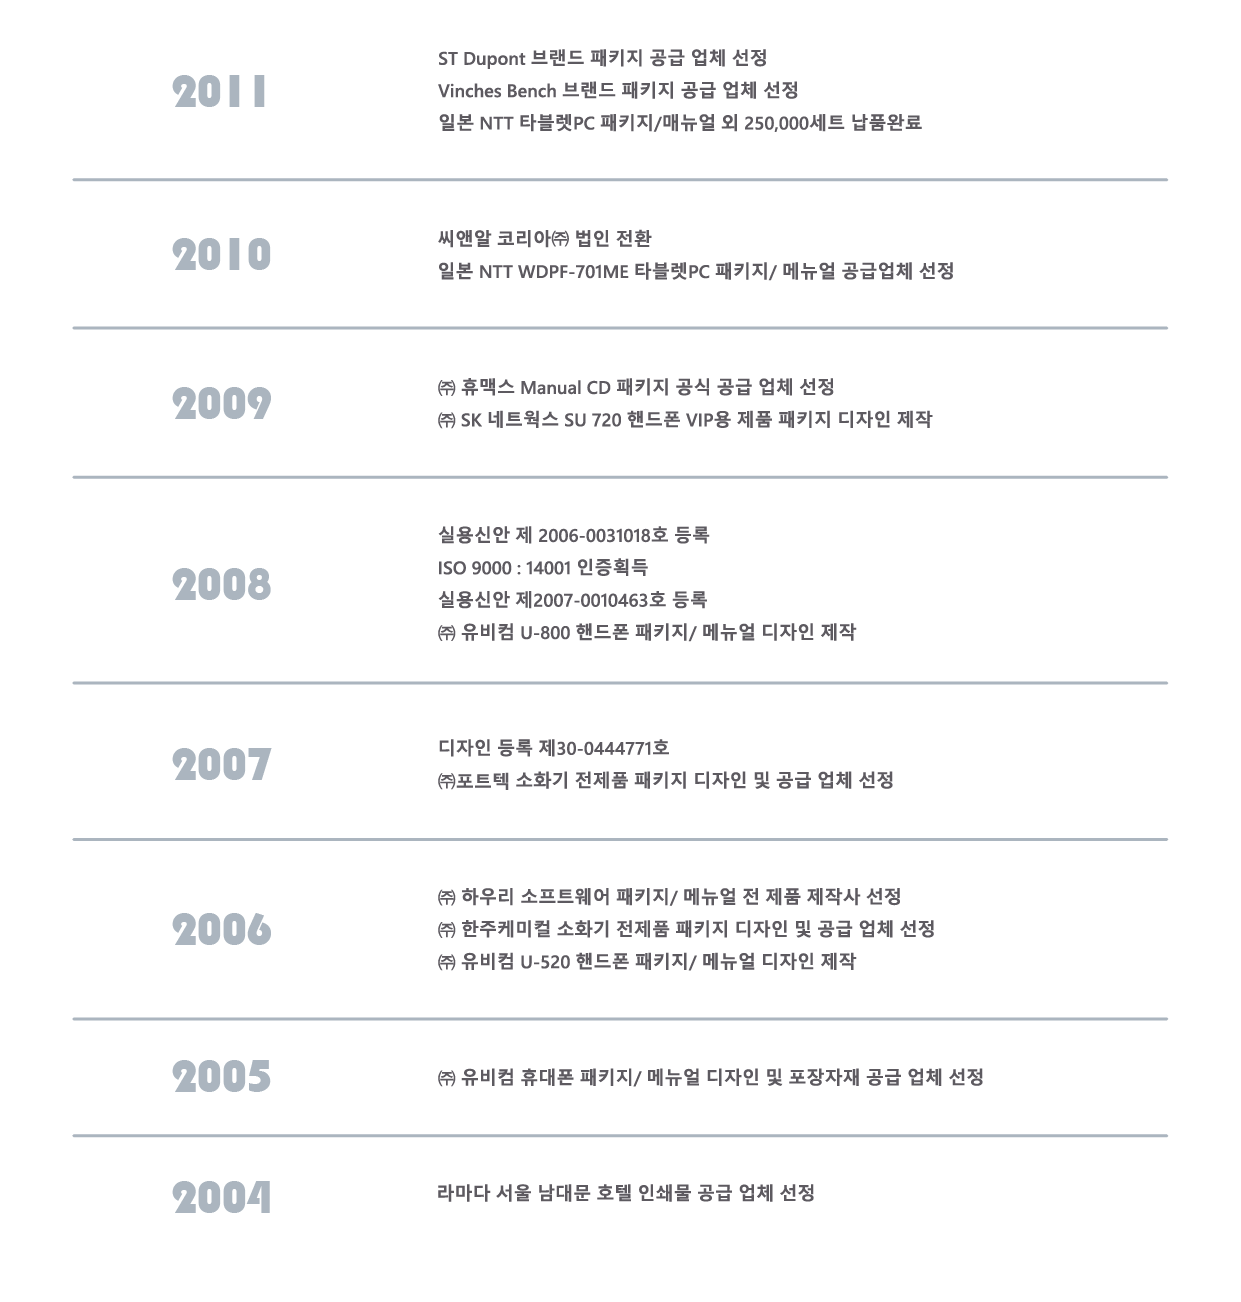 2011
ST Dupont 브랜드 패키지 공급 업체 선정
Vinches Bench 브랜드 패키지 공급 업체 선정
일본 NTT 타블렛PC 패키지/매뉴얼 외 250,000세트 납품완료
2010
씨앤알 코리아㈜ 법인 전환
일본 NTT WDPF-701ME 타블렛PC 패키지/ 메뉴얼 공급업체 선정
2009
㈜ 휴맥스 Manual CD 패키지 공식 공급 업체 선정
㈜ SK 네트웍스 SU 720 핸드폰 VIP용 제품 패키지 디자인 제작
2008
실용신안 제 2006-0031018호 등록
ISO 9000 : 14001 인증획득
실용신안 제2007-0010463호 등록
㈜ 유비컴 U-800 핸드폰 패키지/ 메뉴얼 디자인 제작
2007
디자인 등록 제30-0444771호
㈜포트텍 소화기 전제품 패키지 디자인 및 공급 업체 선정
2006
㈜ 하우리 소프트웨어 패키지/ 메뉴얼 전 제품 제작사 선정
㈜ 한주케미컬 소화기 전제품 패키지 디자인 및 공급 업체 선정
㈜ 유비컴 U-520 핸드폰 패키지/ 메뉴얼 디자인 제작
2005
㈜ 유비컴 휴대폰 패키지/ 메뉴얼 디자인 및 포장자재 공급 업체 선정
2004
라마다 서울 남대문 호텔 인쇄물 공급 업체 선정